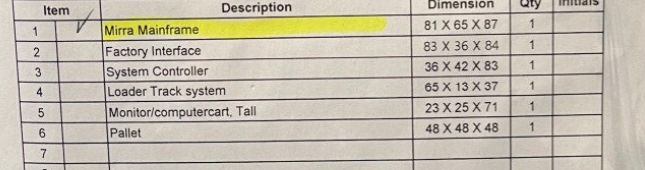 Item Description Dimension Qty Initials
1 Mirra Mainframe 81 X 65 X 87 1
2 Factory Interface 83 X 36 X 84 1
3 System Controller 36 X 42 X 83 1
4 Loader Track system 65 X 13 X 37 1
5 Monitor/computercart, Tall 23 X 25 X 71 1
6 Pallet 48 X 48 X 48 1
7